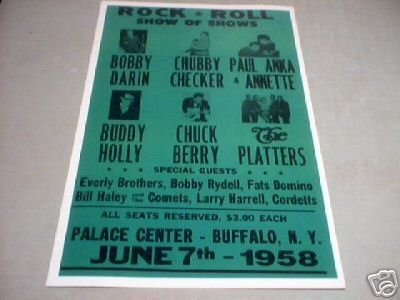 ROCK ★ ROLL
SHOW OF SHOWS
BOBBY DARIN
CHUBBY CHECKER
PAUL ANKA & ANNETTE
BUDDY HOLLY
CHUCK BERRY
The PLATTERS
★ ★ ★ SPECIAL GUESTS ★ ★ ★
Everly Brothers, Bobby Rydell, Fats Domino
Bill Haley and The Comets, Larry Harrell, Cordetts
ALL SEATS RESERVED, $3.00 EACH
PALACE CENTER - BUFFALO, N. Y.
JUNE 7th - 1958
ebY